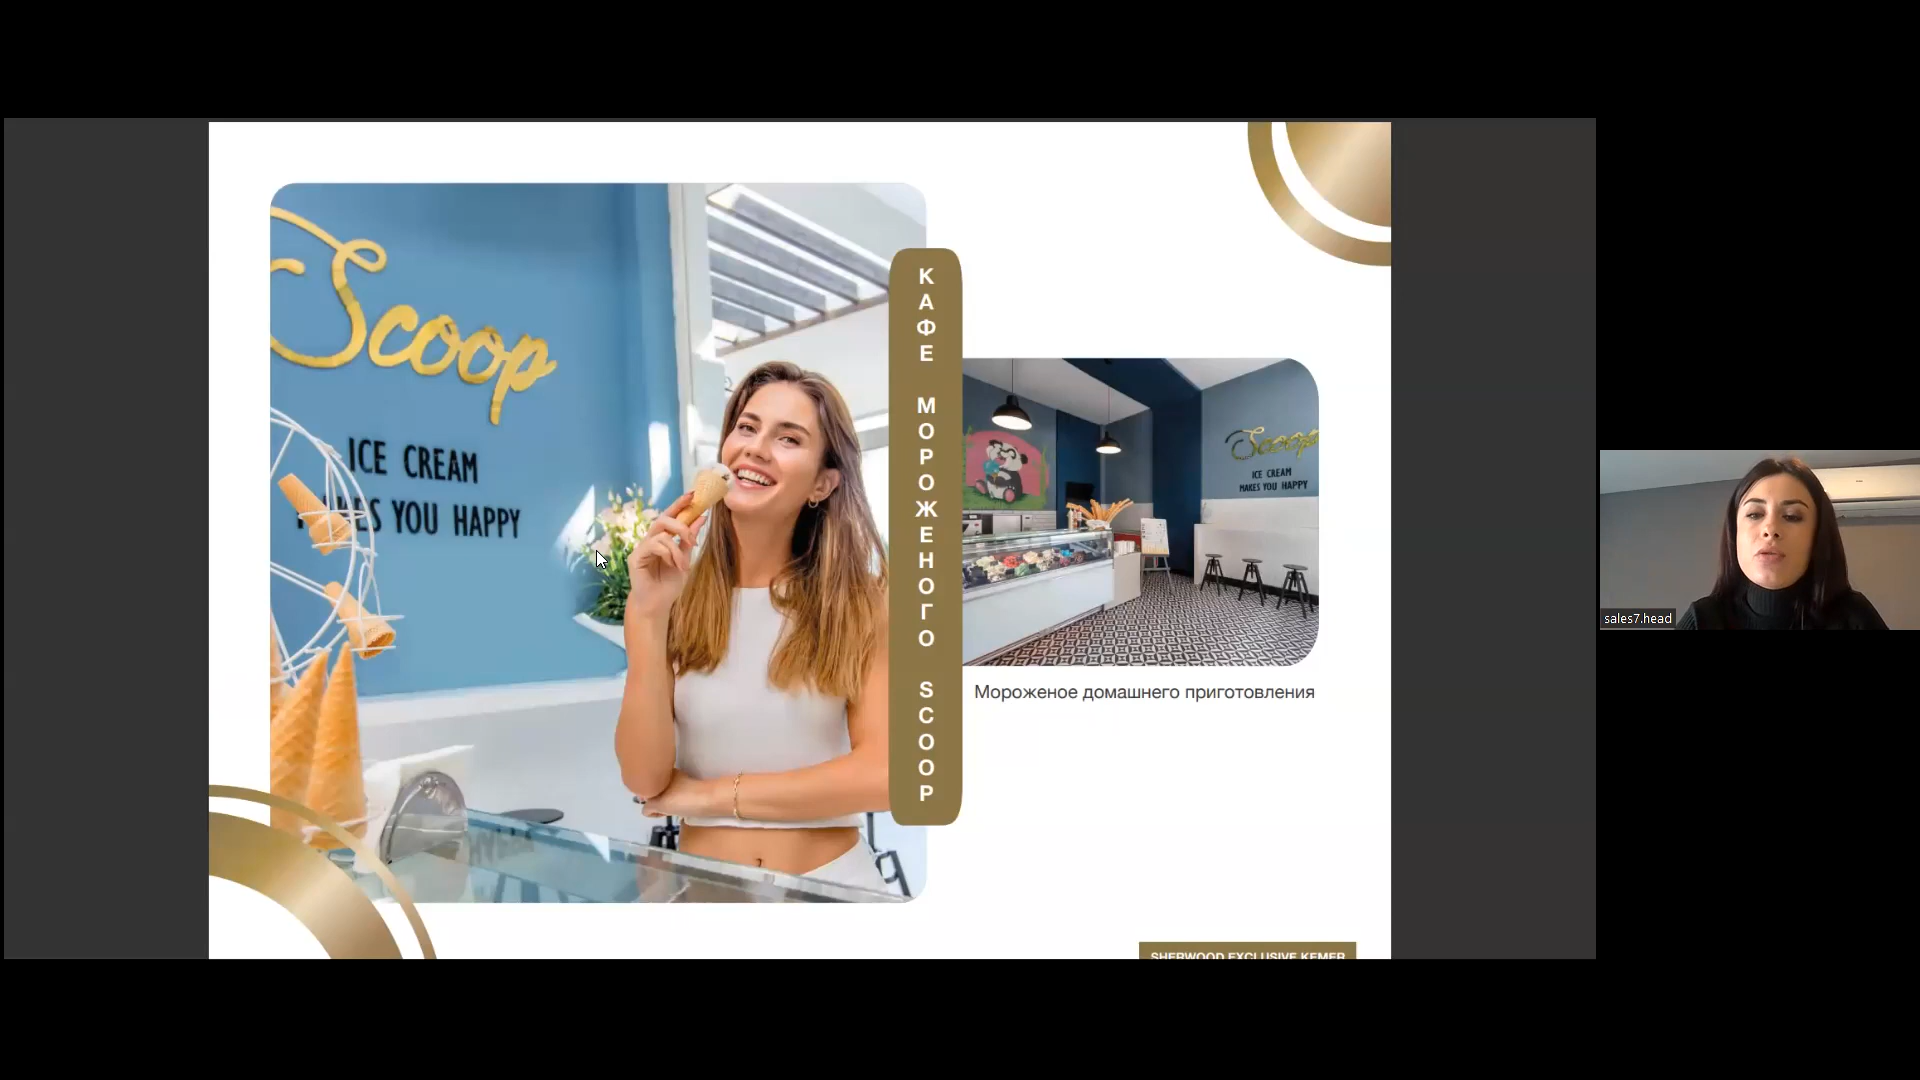 Scoop
ICE CREAM
MAKES YOU HAPPY
КАФЕ МОРОЖЕНОГО SCOOP
Scoop
ICE CREAM
MAKES YOU HAPPY
Мороженое домашнего приготовления
SHERWOOD EXCLUSIVE KEMER
sales7.head